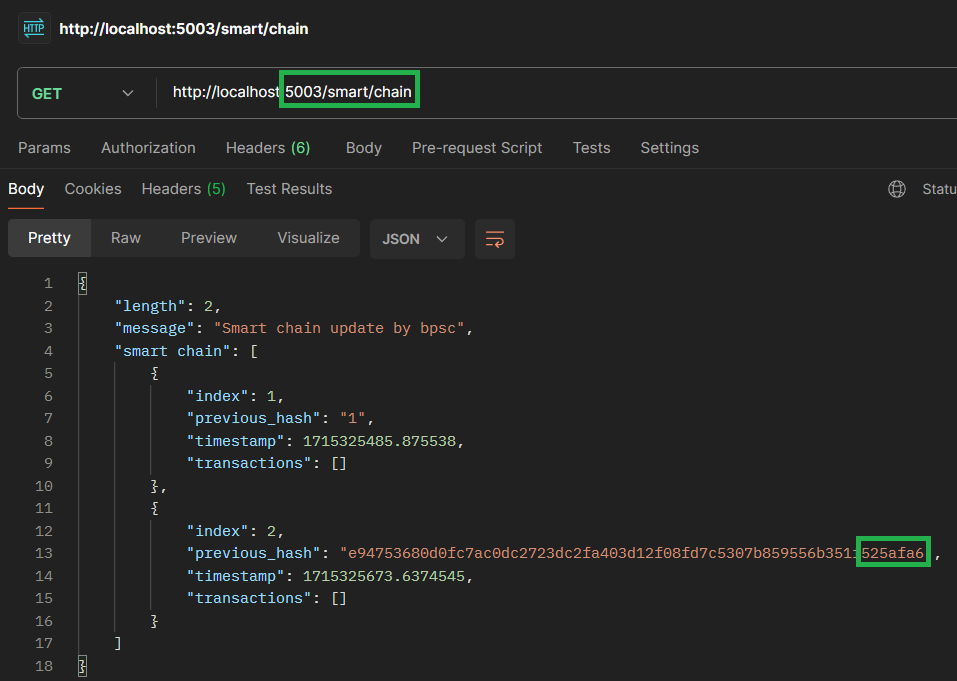 HTTP http://localhost:5003/smart/chain
GET http://localhost:5003/smart/chain
Params Authorization Headers (6) Body Pre-request Script Tests Settings
Body Cookies Headers (5) Test Results Statu
Pretty Raw Preview Visualize JSON
1 {
2 "length": 2,
3 "message": "Smart chain update by bpsc",
4 "smart chain": [
5 {
6 "index": 1,
7 "previous_hash": "1",
8 "timestamp": 1715325485.875538,
9 "transactions": []
10 },
11 {
12 "index": 2,
13 "previous_hash": "e94753680d0fc7ac0dc2723dc2fa403d12f08fd7c5307b859556b351f525afa6",
14 "timestamp": 1715325673.6374545,
15 "transactions": []
16 }
17 ]
18 }